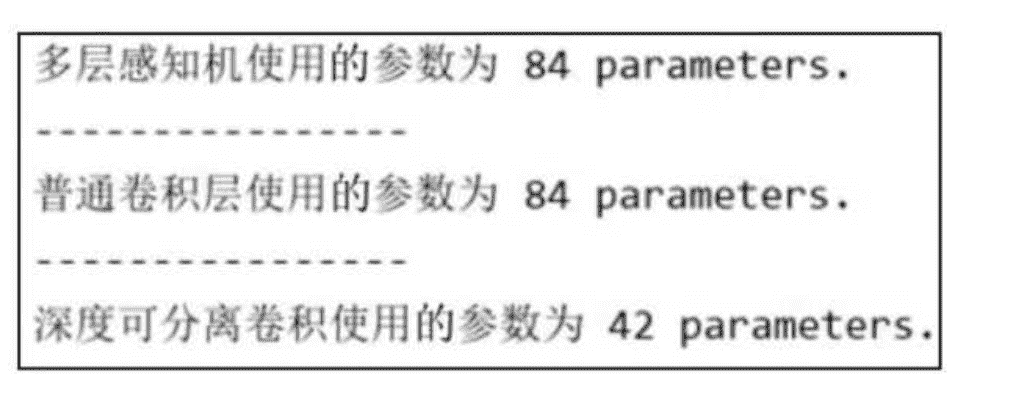 多层感知机使用的参数为 84 parameters.
----------------
普通卷积层使用的参数为 84 parameters.
----------------
深度可分离卷积使用的参数为 42 parameters.